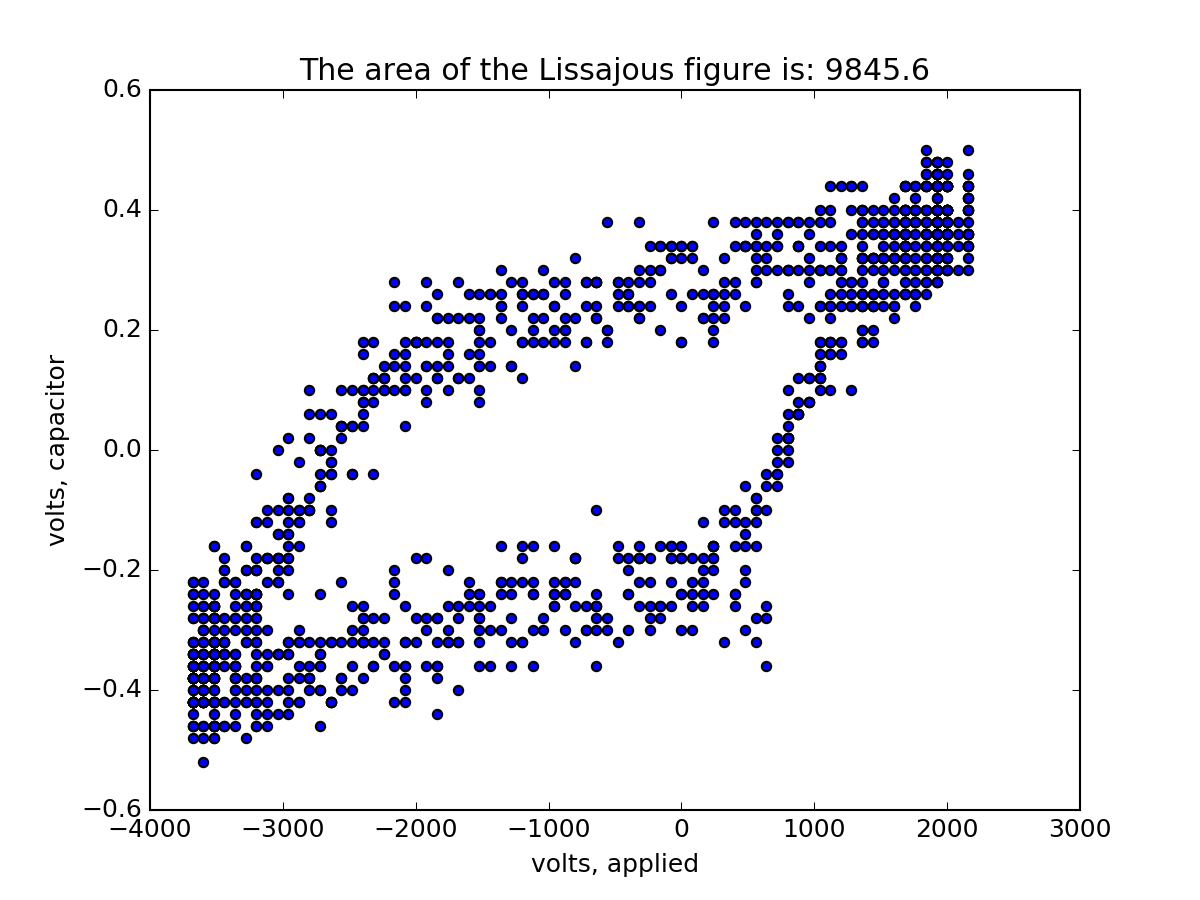 The area of the Lissajous figure is: 9845.6
0.6
0.4
0.2
0.0
−0.2
−0.4
−0.6
volts, capacitor
−4000 −3000 −2000 −1000 0 1000 2000 3000
volts, applied